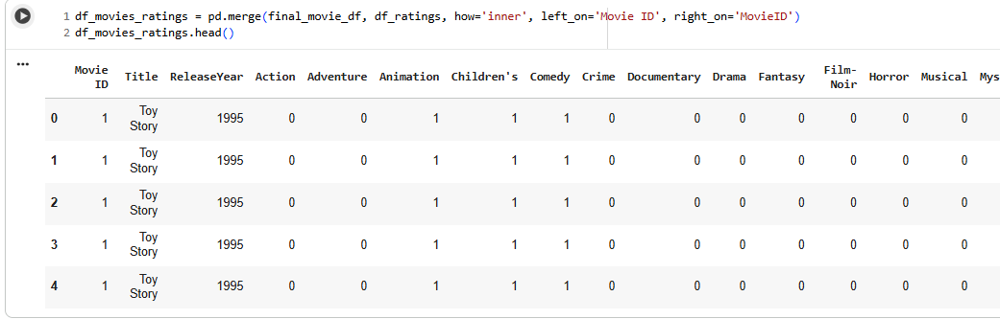 1 df_movies_ratings = pd.merge(final_movie_df, df_ratings, how='inner', left_on='Movie ID', right_on='MovieID')
2 df_movies_ratings.head()
Movie ID Title ReleaseYear Action Adventure Animation Children's Comedy Crime Documentary Drama Fantasy Film-Noir Horror Musical Mys
0 1 Toy Story 1995 0 0 1 1 1 0 0 0 0 0 0 0
1 1 Toy Story 1995 0 0 1 1 1 0 0 0 0 0 0 0
2 1 Toy Story 1995 0 0 1 1 1 0 0 0 0 0 0 0
3 1 Toy Story 1995 0 0 1 1 1 0 0 0 0 0 0 0
4 1 Toy Story 1995 0 0 1 1 1 0 0 0 0 0 0 0